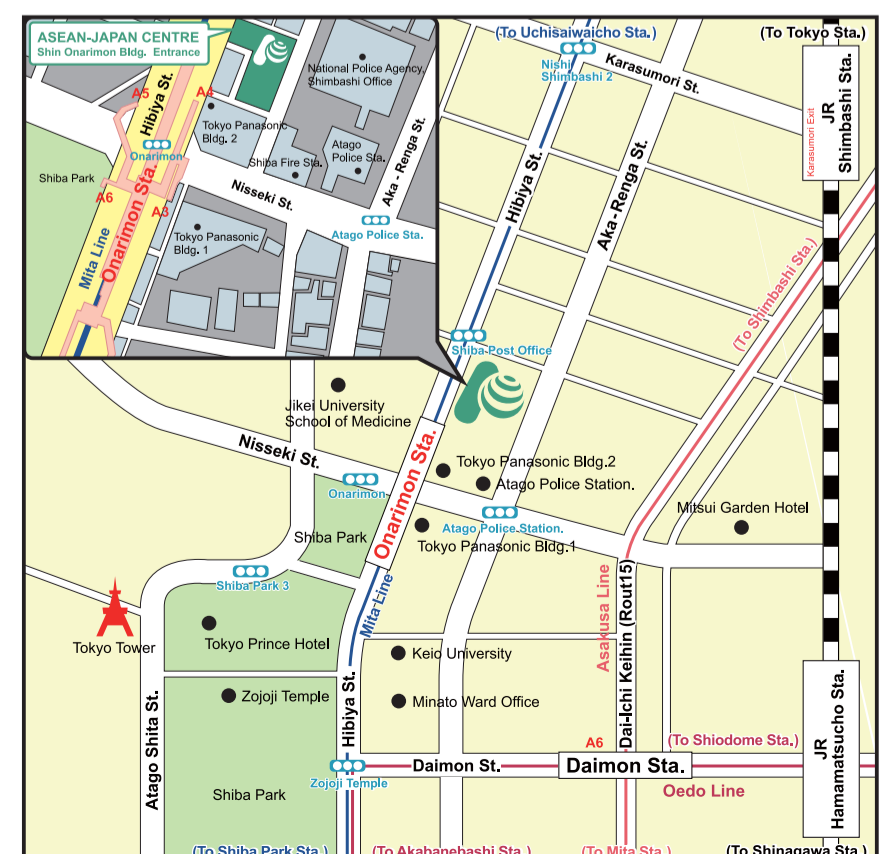 ASEAN-JAPAN CENTRE
Shin Onarimon Bldg. Entrance
A5
A4
Hibiya St.
National Police Agency,
Shimbashi Office
Tokyo Panasonic
Bldg. 2
Onarimon
Atago
Police Sta.
Shiba Fire Sta.
Aka-Renga St.
Shiba Park
Nisseki St.
A6
A3
Onarimon Sta.
Atago Police Sta.
Tokyo Panasonic
Bldg. 1
Mita Line
(To Uchisaiwaicho Sta.)
(To Tokyo Sta.)
Nishi
Shimbashi 2
Karasumori St.
Karasumori Exit
JR
Shimbashi Sta.
Hibiya St.
Aka-Renga St.
(To Shimbashi Sta.)
Shiba Post Office
Jikei University
School of Medicine
Nisseki St.
Onarimon Sta.
Tokyo Panasonic Bldg.2
Atago Police Station.
Onarimon
Mitsui Garden Hotel
Atago Police Station.
Shiba Park
Tokyo Panasonic Bldg.1
Shiba Park 3
Mita Line
Asakusa Line
Dai-Ichi Keihin (Rout15)
Tokyo Tower
Tokyo Prince Hotel
Keio University
Zojoji Temple
Minato Ward Office
Hibiya St.
Atago Shita St.
A6
(To Shiodome Sta.)
JR
Hamamatsucho Sta.
Daimon St.
Daimon Sta.
Zojoji Temple
Oedo Line
Shiba Park
(To Shiba Park Sta.)
(To Akabanebashi Sta.)
(To Mita Sta.)
(To Shinagawa Sta.)